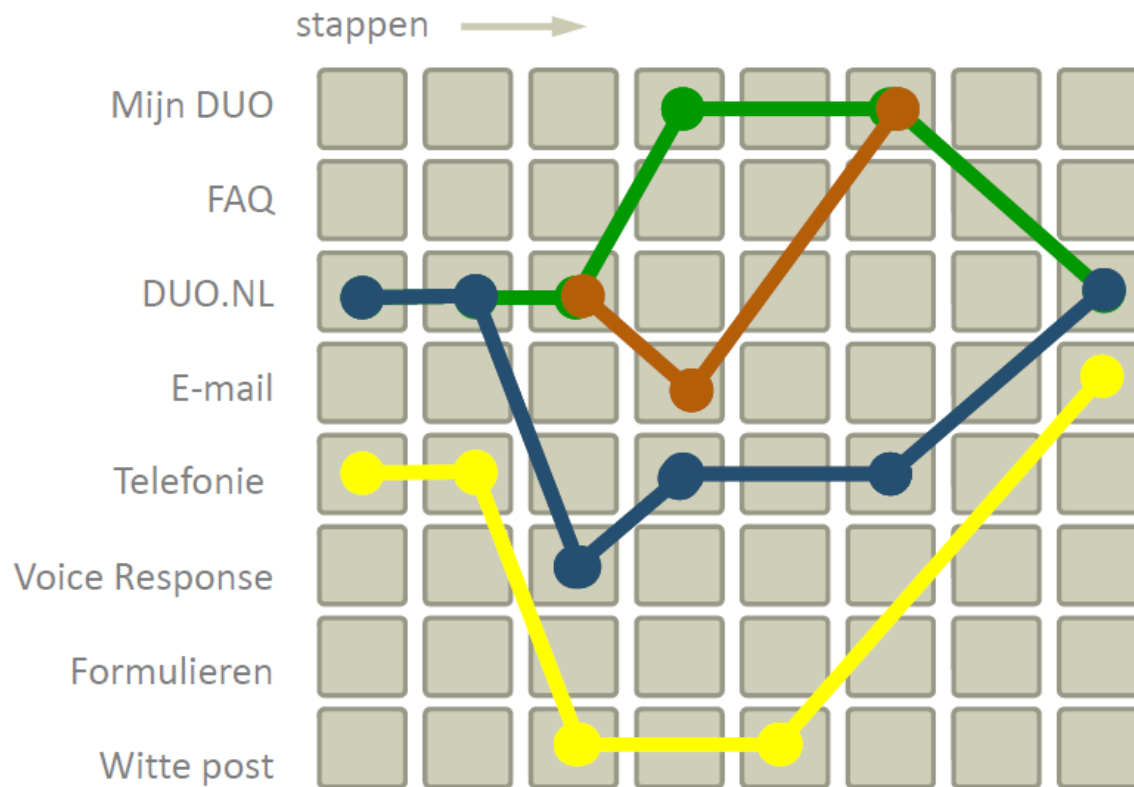 stappen
Mijn DUO
FAQ
DUO.NL
E-mail
Telefonie
Voice Response
Formulieren
Witte post